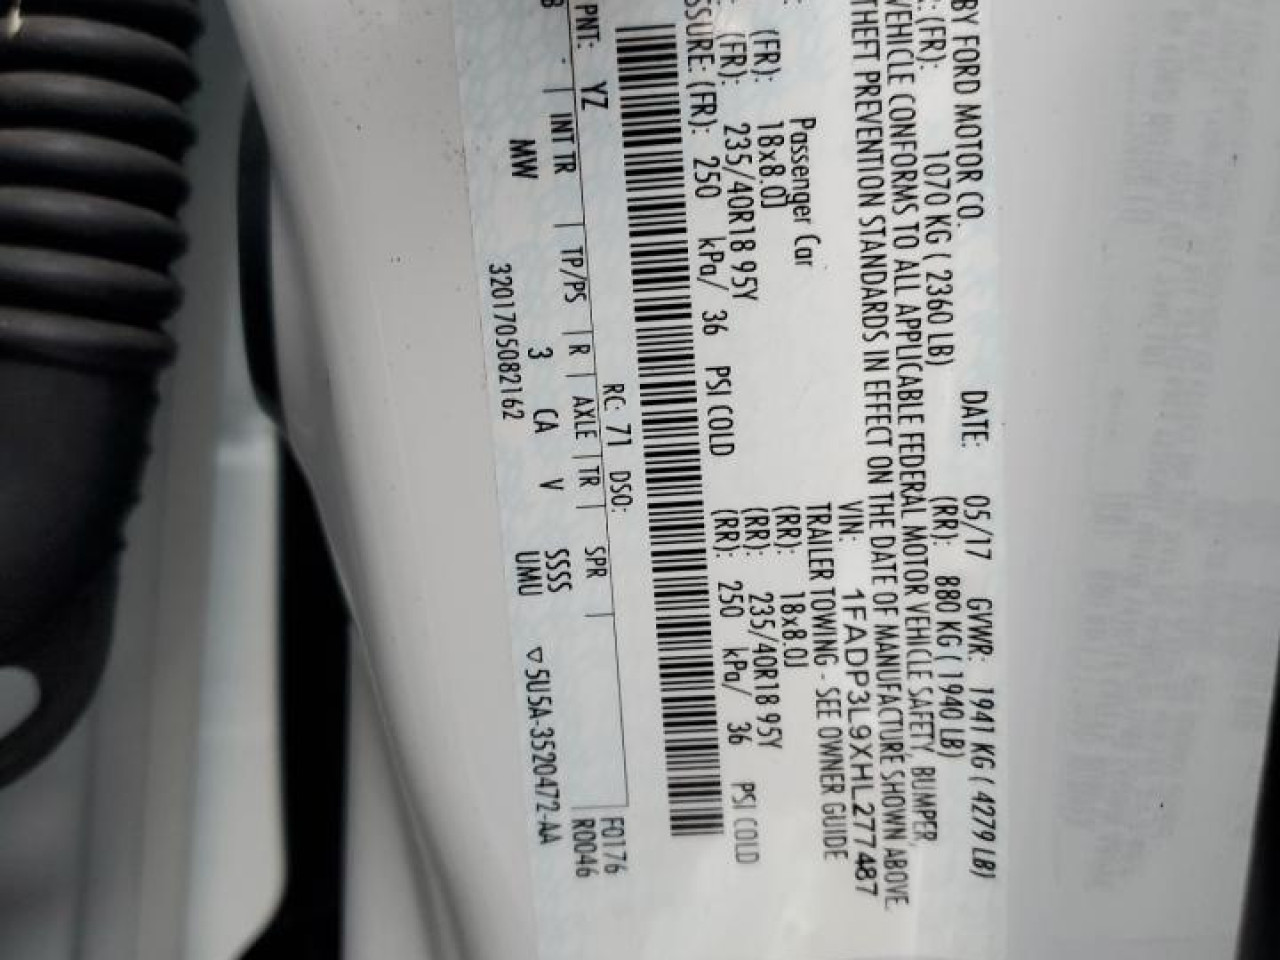 BY FORD MOTOR CO.
DATE: 05/17 GVWR: 1941 KG ( 4279 LB)
(FR): 1070 KG ( 2360 LB) (RR): 880 KG ( 1940 LB)
VEHICLE CONFORMS TO ALL APPLICABLE FEDERAL MOTOR VEHICLE SAFETY, BUMPER,
THEFT PREVENTION STANDARDS IN EFFECT ON THE DATE OF MANUFACTURE SHOWN ABOVE.
VIN: 1FADP3L9XHL277487
Passenger Car TRAILER TOWING - SEE OWNER GUIDE
(FR): 18x8.0J (RR): 18x8.0J
(FR): 235/40R18 95Y (RR): 235/40R18 95Y
SSURE: (FR): 250 kPa/ 36 PSI COLD (RR): 250 kPa/ 36 PSI COLD
RC: 71 DSO: F0176
PNT: YZ R0046
INT TR | TP/PS | R | AXLE | TR | SPR
MW 3 CA V SSSS
UMU ▽ 5U5A-3520472-AA
3201705082162